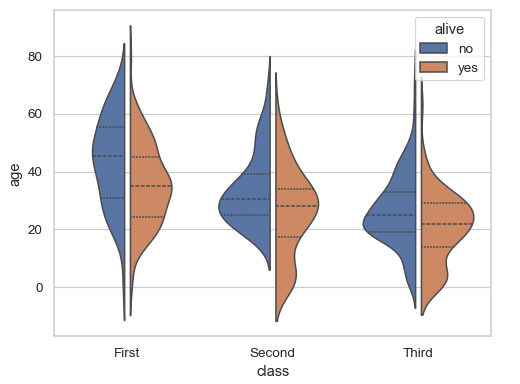 alive
no
yes
80
60
40
20
0
age
First Second Third
class